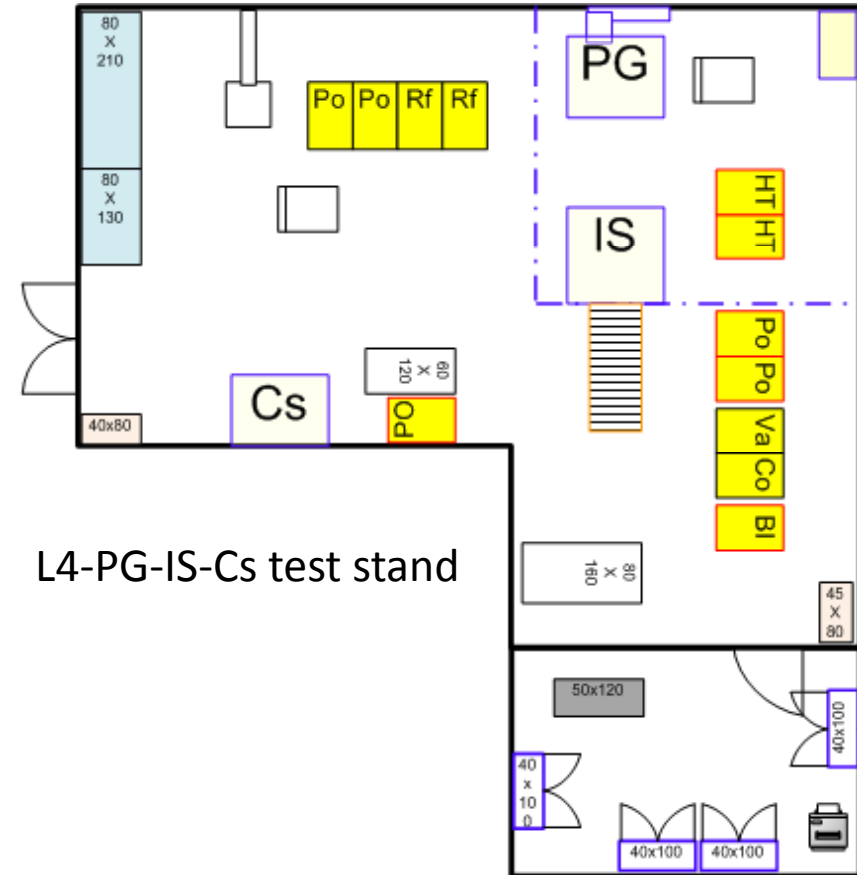 80
X
210
PG
Po Po Rf Rf
80
X
130
HT
HT
IS
Po
Po
60
X
120
Cs
PO
40x80
Va
Co
BI
L4-PG-IS-Cs test stand
80
X
160
45
X
80
50x120
40x100
40
x
10
0
40x100
40x100